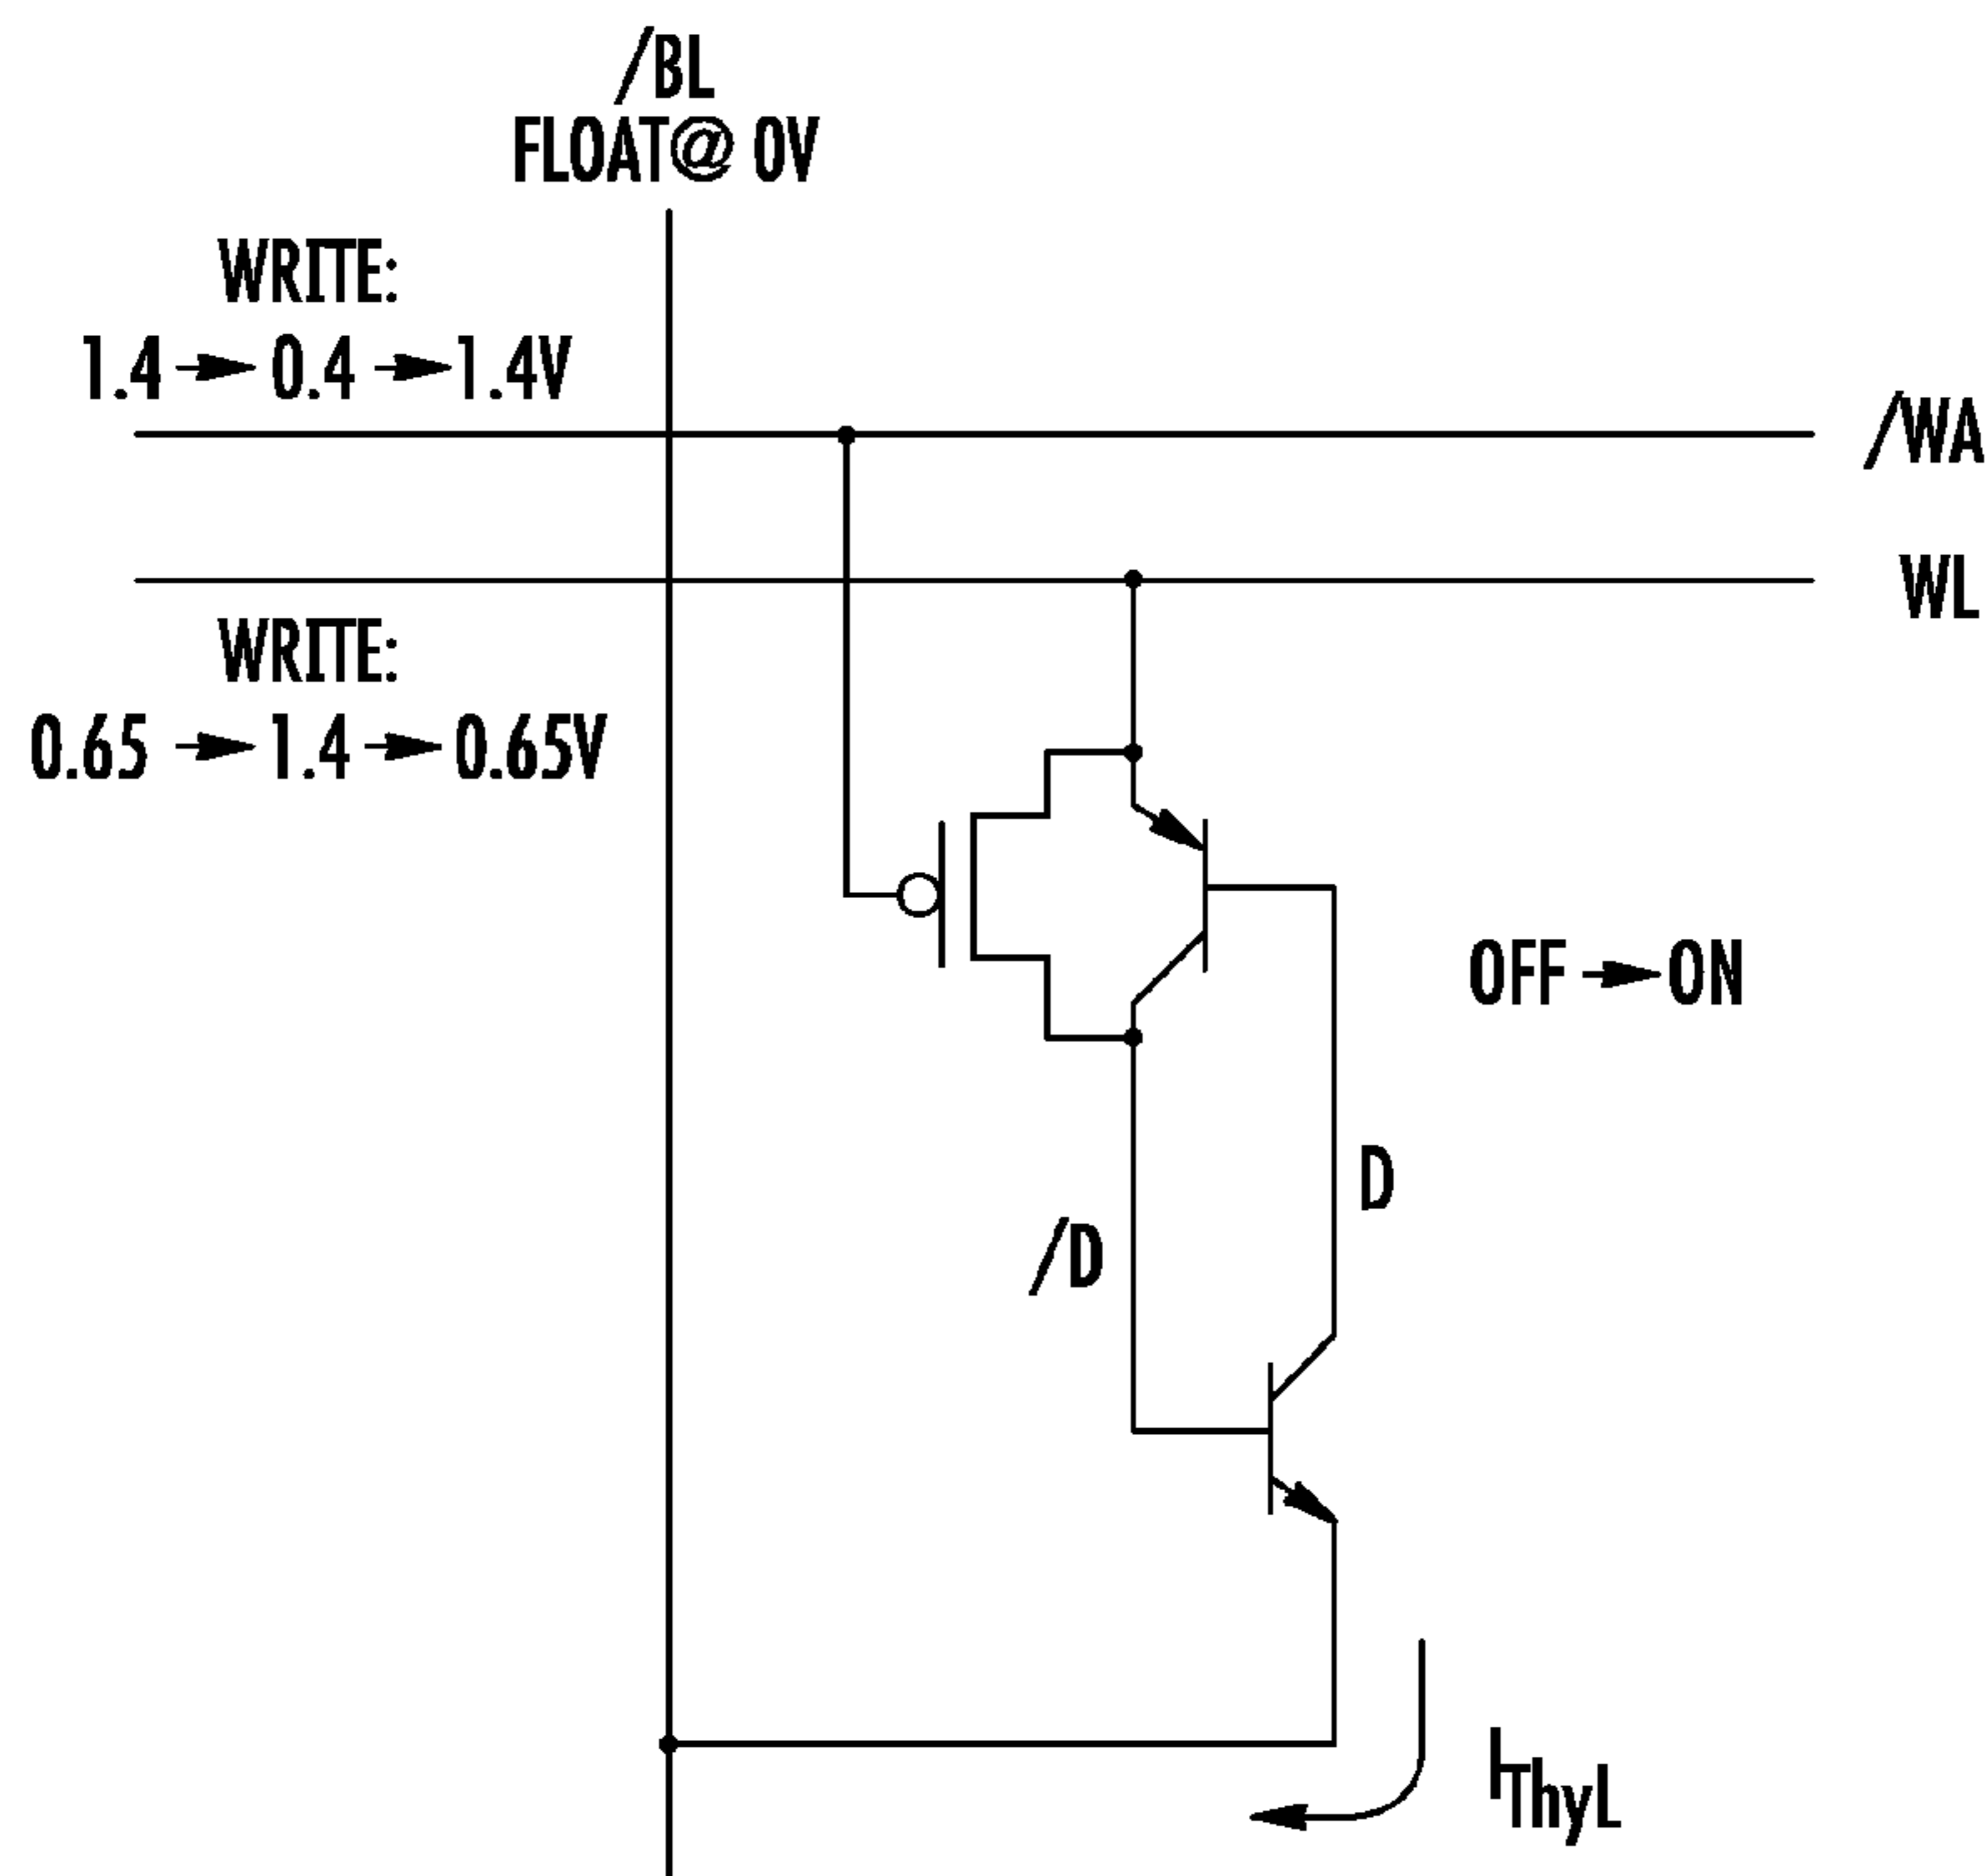 /BL
FLOAT@ 0V
WRITE:
1.4 → 0.4 → 1.4V
/WA
WL
WRITE:
0.65 → 1.4 → 0.65V
OFF → ON
D
/D
IThyL